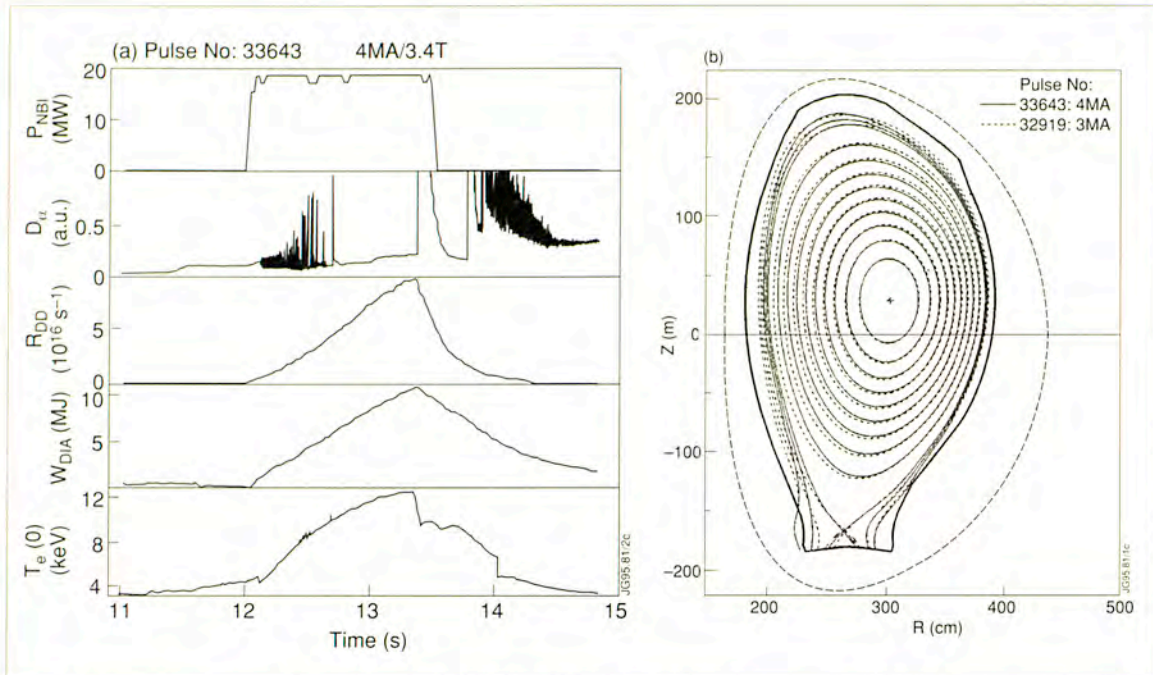 (a) Pulse No: 33643 4MA/3.4T
20
10
0
P_NBI
(MW)
0.5
0
D_α
(a.u.)
5
0
R_DD
(10^16 s^-1)
10
5
W_DIA (MJ)
12
8
4
T_e (0)
(keV)
11 12 13 14 15
Time (s)
JG95.81/2c
(b)
Pulse No:
33643: 4MA
32919: 3MA
200
100
0
-100
-200
Z (m)
200 300 400 500
R (cm)
JG95.81/1c